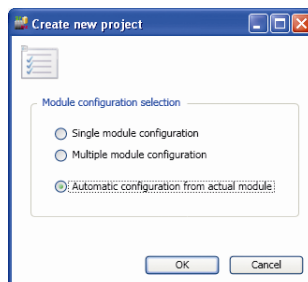 Create new project
Module configuration selection
Single module configuration
Multiple module configuration
Automatic configuration from actual module
OK
Cancel